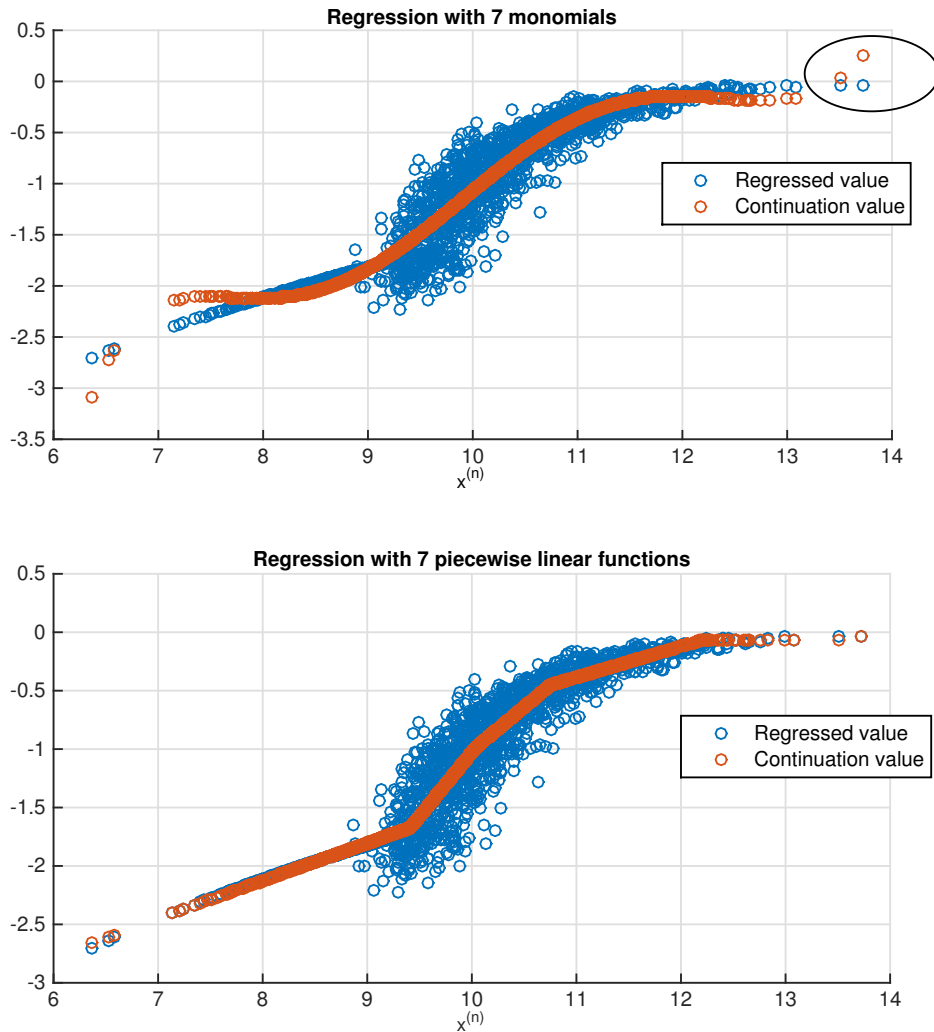 Regression with 7 monomials
0.5
0
-0.5
-1
-1.5
-2
-2.5
-3
-3.5
Regressed value
Continuation value
6 7 8 9 10 11 12 13 14
x(n)
Regression with 7 piecewise linear functions
0.5
0
-0.5
-1
-1.5
-2
-2.5
-3
Regressed value
Continuation value
6 7 8 9 10 11 12 13 14
x(n)